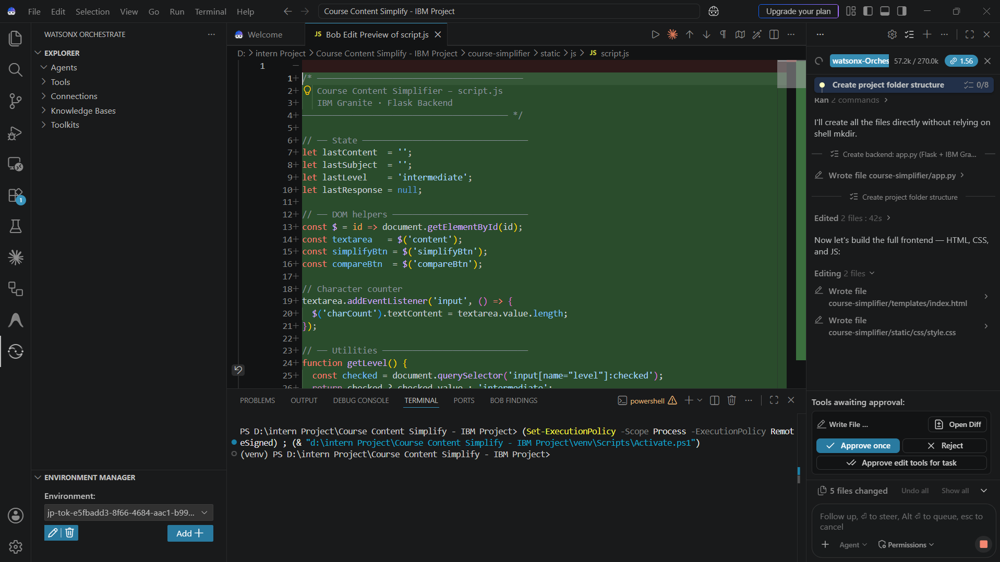 File Edit Selection View Go Run Terminal Help
Course Content Simplify - IBM Project
Upgrade your plan
WATSONX ORCHESTRATE
EXPLORER
Agents
Tools
Connections
Knowledge Bases
Toolkits
1
ENVIRONMENT MANAGER
Environment:
jp-tok-e5fbadd3-8f66-4684-aac1-b99...
Add
Welcome
JS Bob Edit Preview of script.js
D: > intern Project > Course Content Simplify - IBM Project > course-simplifier > static > js > JS script.js
1 —
1+ /* ————————————————
2+ Course Content Simplifier – script.js
3+ IBM Granite · Flask Backend
4+ ———————————————— */
5+
6+ // —— State ————————————————
7+ let lastContent  = '';
8+ let lastSubject  = '';
9+ let lastLevel    = 'intermediate';
10+ let lastResponse = null;
11+
12+ // —— DOM helpers ————————————————
13+ const $ = id => document.getElementById(id);
14+ const textarea   = $('content');
15+ const simplifyBtn = $('simplifyBtn');
16+ const compareBtn  = $('compareBtn');
17+
18+ // Character counter
19+ textarea.addEventListener('input', () => {
20+   $('charCount').textContent = textarea.value.length;
21+ });
22+
23+ // —— Utilities ————————————————
24+ function getLevel() {
25+   const checked = document.querySelector('input[name="level"]:checked');
26+   return checked ? checked.value : 'intermediate';
PROBLEMS OUTPUT DEBUG CONSOLE TERMINAL PORTS BOB FINDINGS
powershell
PS D:\intern Project\Course Content Simplify - IBM Project> (Set-ExecutionPolicy -Scope Process -ExecutionPolicy Remot
eSigned) ; (& "d:\intern Project\Course Content Simplify - IBM Project\venv\Scripts\Activate.ps1")
(venv) PS D:\intern Project\Course Content Simplify - IBM Project>
watsonx-Orches 57.2k / 270.0k 1.56
Create project folder structure 0/8
Ran 2 commands >
I'll create all the files directly without relying on
shell mkdir.
Create backend: app.py (Flask + IBM Gra...
Wrote file course-simplifier/app.py >
Create project folder structure
Edited 2 files : 42s >
Now let's build the full frontend — HTML, CSS,
and JS:
Editing 2 files
Wrote file
course-simplifier/templates/index.html
Wrote file
course-simplifier/static/css/style.css
Tools awaiting approval:
Write File ...
Open Diff
Approve once
Reject
Approve edit tools for task
5 files changed Undo all Show all
Follow up, ⏎ to steer, Alt ⏎ to queue, esc to
cancel
Agent Permissions